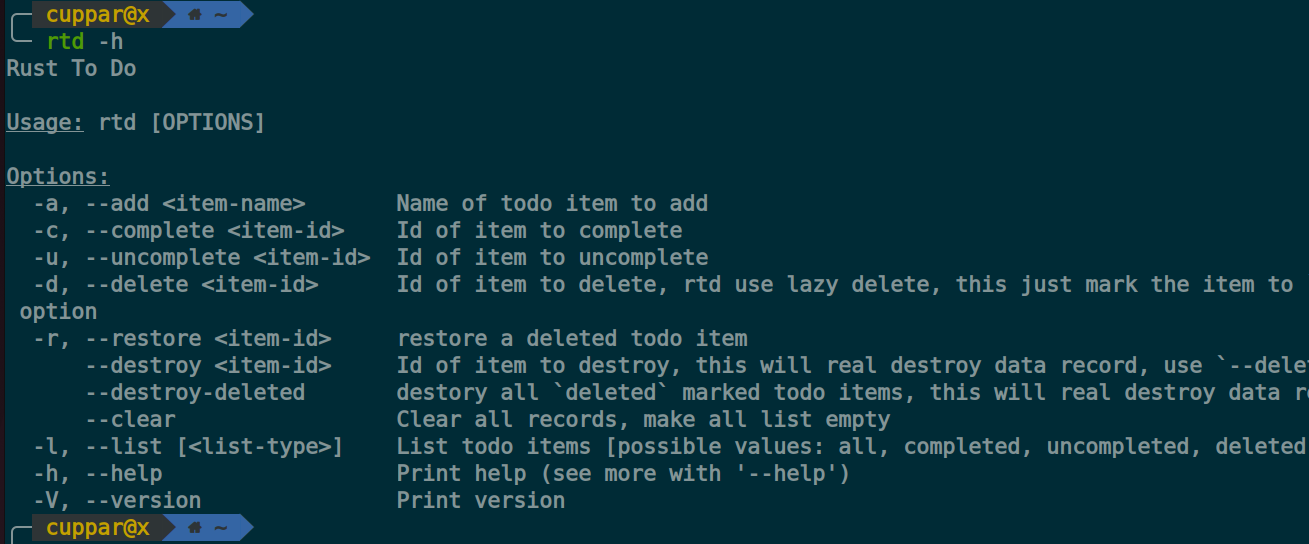 cuppar@x ~
rtd -h
Rust To Do
Usage: rtd [OPTIONS]
Options:
-a, --add <item-name> Name of todo item to add
-c, --complete <item-id> Id of item to complete
-u, --uncomplete <item-id> Id of item to uncomplete
-d, --delete <item-id> Id of item to delete, rtd use lazy delete, this just mark the item to
option
-r, --restore <item-id> restore a deleted todo item
--destroy <item-id> Id of item to destroy, this will real destroy data record, use `--delet
--destroy-deleted destory all `deleted` marked todo items, this will real destroy data
--clear Clear all records, make all list empty
-l, --list [<list-type>] List todo items [possible values: all, completed, uncompleted, deleted
-h, --help Print help (see more with '--help')
-V, --version Print version
cuppar@x ~